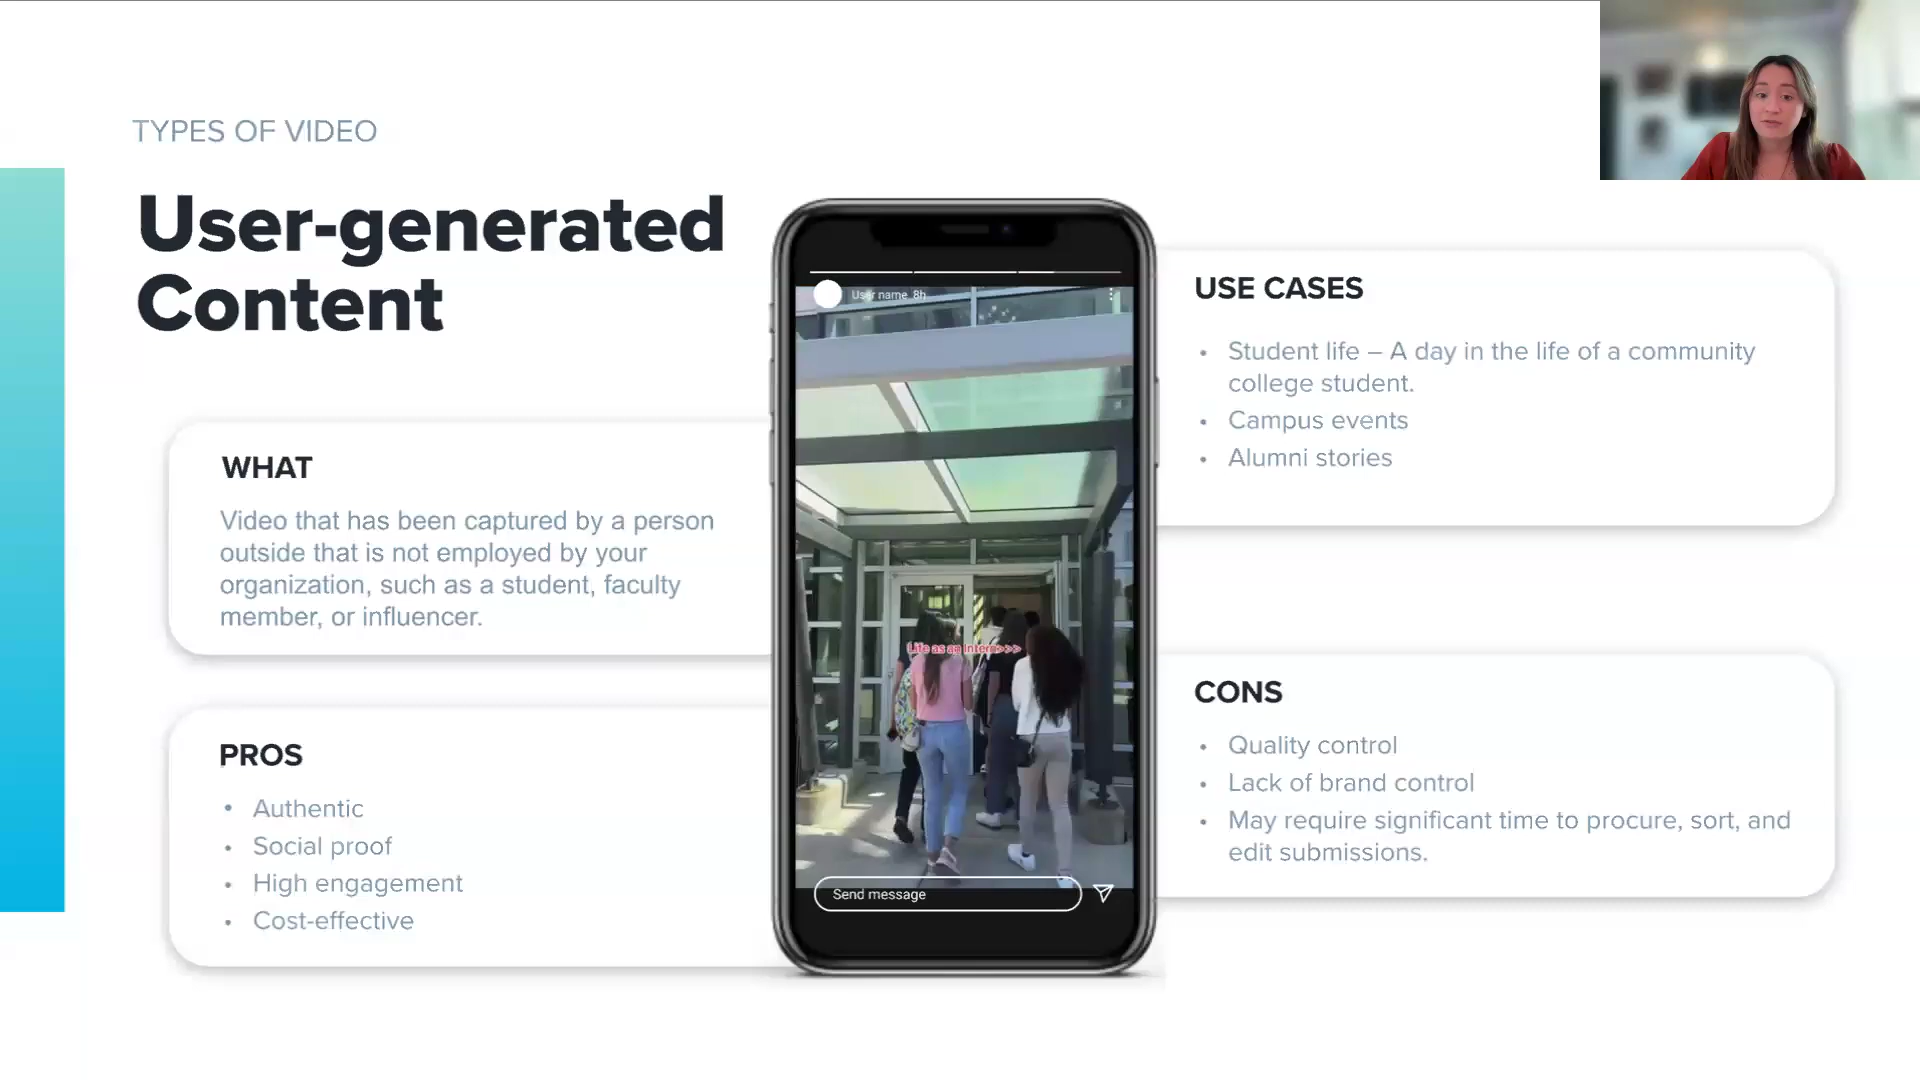 TYPES OF VIDEO
User-generated
Content
WHAT
Video that has been captured by a person
outside that is not employed by your
organization, such as a student, faculty
member, or influencer.
PROS
• Authentic
• Social proof
• High engagement
• Cost-effective
User name 8h
Life as an Intern>>>
Send message
USE CASES
• Student life – A day in the life of a community
college student.
• Campus events
• Alumni stories
CONS
• Quality control
• Lack of brand control
• May require significant time to procure, sort, and
edit submissions.